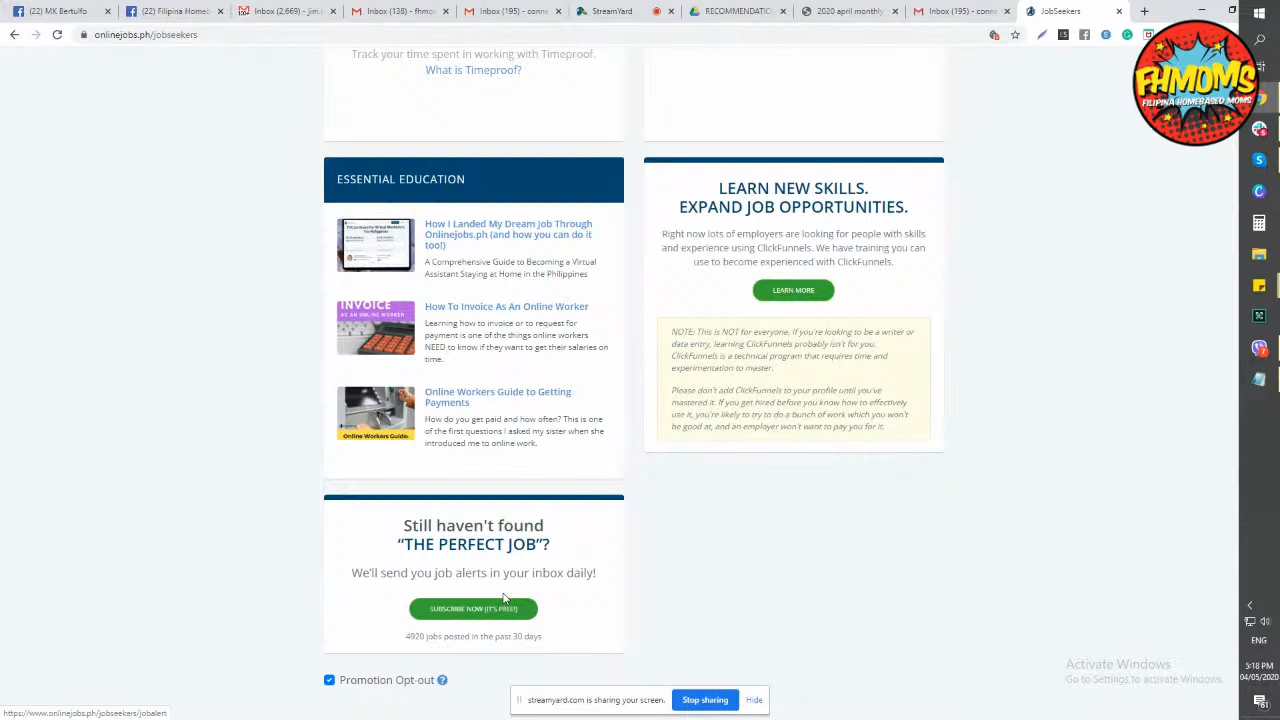 (22) MK Bertulfo
(22) Filipina Homeb
Inbox (2,669) - jim
Inbox (138) - fhmo
Inbox (195) - conne
StreamYard
RECOMMENDATIO
2020 april monthly
Inbox (195) - conne
JobSeekers
onlinejobs.ph/jobseekers
FHMOMS
FILIPINA HOMEBASED MOMS
Track your time spent in working with Timeproof.
What is Timeproof?
ESSENTIAL EDUCATION
How I Landed My Dream Job Through
Onlinejobs.ph (and how you can do it
too!)
A Comprehensive Guide to Becoming a Virtual
Assistant Staying at Home in the Philippines
INVOICE
AS AN ONLINE WORKER
How To Invoice As An Online Worker
Learning how to invoice or to request for
payment is one of the things online workers
NEED to know if they want to get their salaries on
time.
Online Workers Guide
Online Workers Guide to Getting
Payments
How do you get paid and how often? This is one
of the first questions I asked my sister when she
introduced me to online work.
LEARN NEW SKILLS.
EXPAND JOB OPPORTUNITIES.
Right now lots of employers are looking for people with skills
and experience using ClickFunnels. We have training you can
use to become experienced with ClickFunnels.
LEARN MORE
NOTE: This is NOT for everyone. If you're looking to be a writer or
data entry, learning ClickFunnels probably isn't for you.
ClickFunnels is a technical program that requires time and
experimentation to master.
Please don't add ClickFunnels to your profile until you've
mastered it. If you get hired before you know how to effectively
use it, you're likely to try to do a bunch of work which you won't
be good at, and an employer won't want to pay you for it.
Still haven't found
“THE PERFECT JOB”?
We'll send you job alerts in your inbox daily!
SUBSCRIBE NOW (IT'S FREE!)
4920 jobs posted in the past 30 days
Promotion Opt-out
streamyard.com is sharing your screen.
Stop sharing
Hide
https://www.onlinejobs.ph/jobseekers/jobalert
Activate Windows
Go to Settings to activate Windows.
ENG
5:18 PM
04/05/2020
61